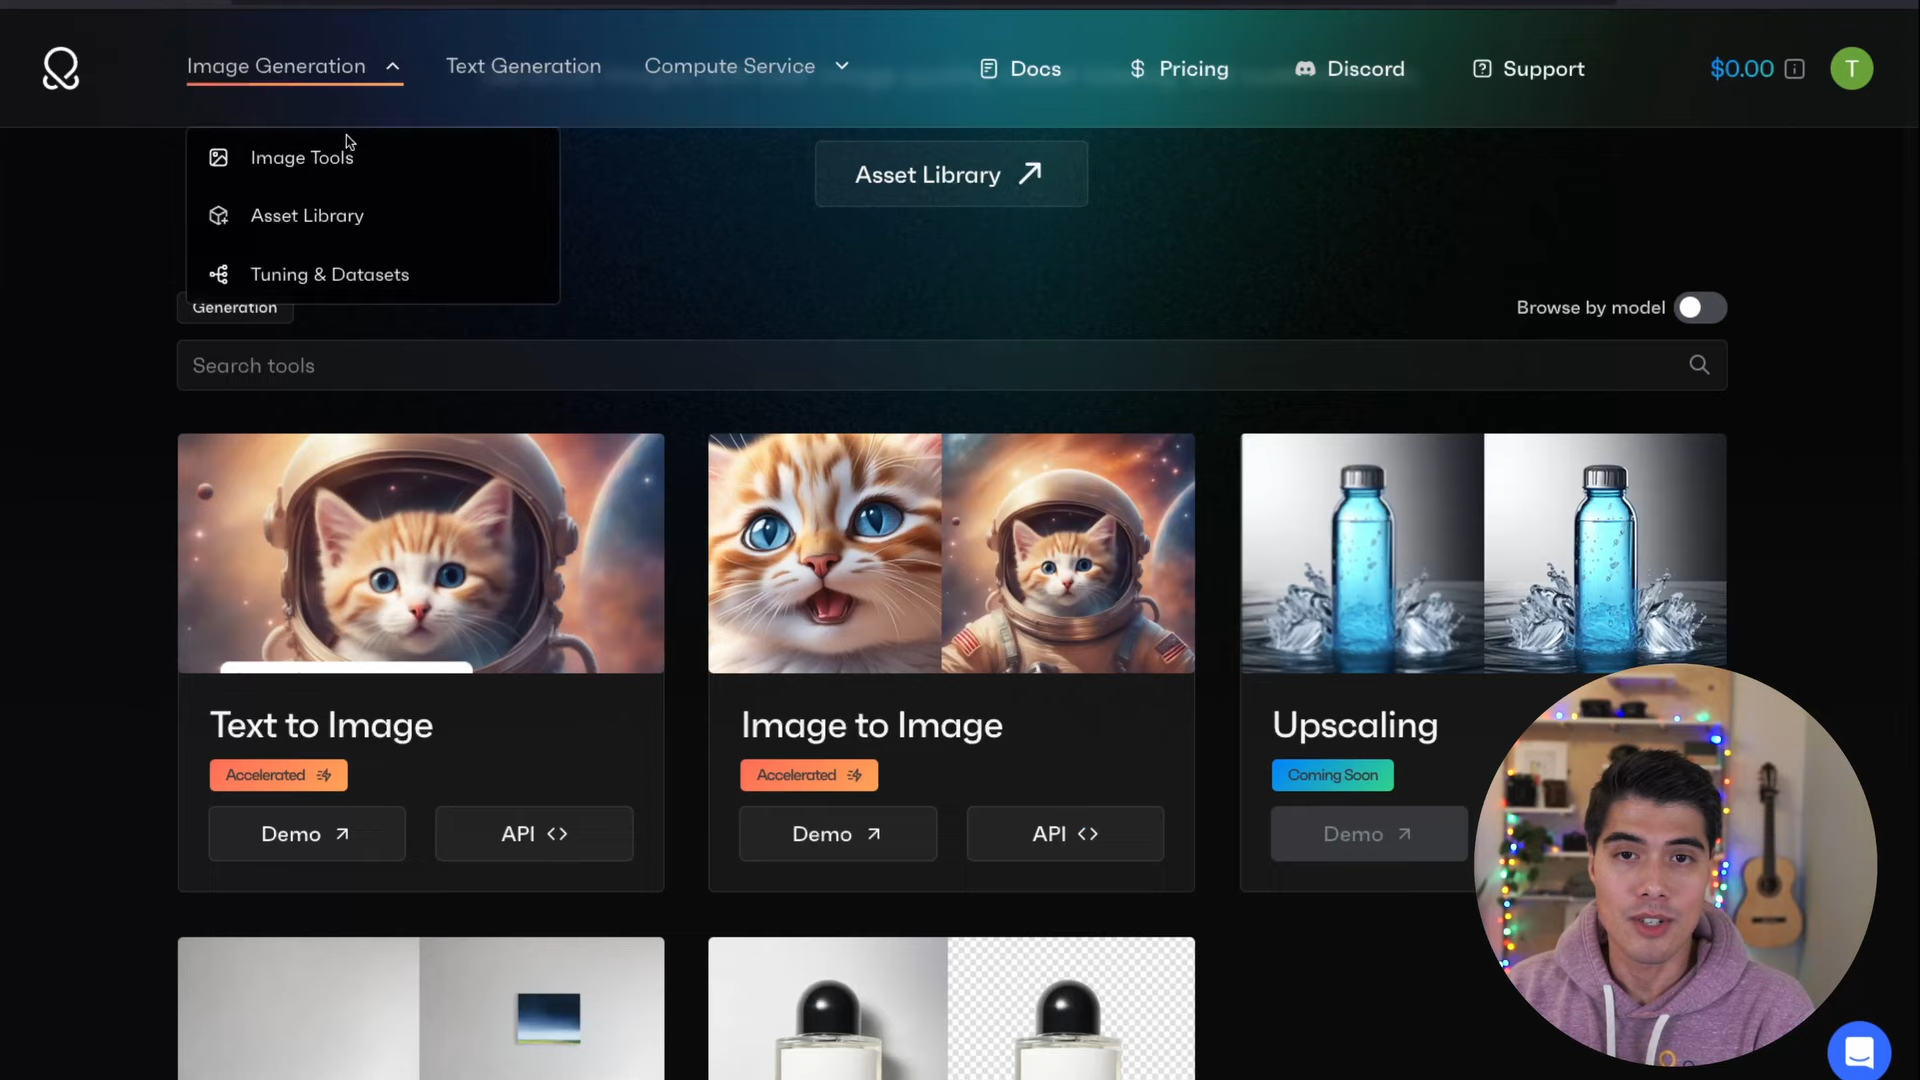 Image Generation
Text Generation
Compute Service
Docs
$ Pricing
Discord
Support
$0.00
T
Image Tools
Asset Library
Tuning & Datasets
Asset Library
Generation
Browse by model
Search tools
Text to Image
Accelerated
Demo
API <>
Image to Image
Accelerated
Demo
API <>
Upscaling
Coming Soon
Demo